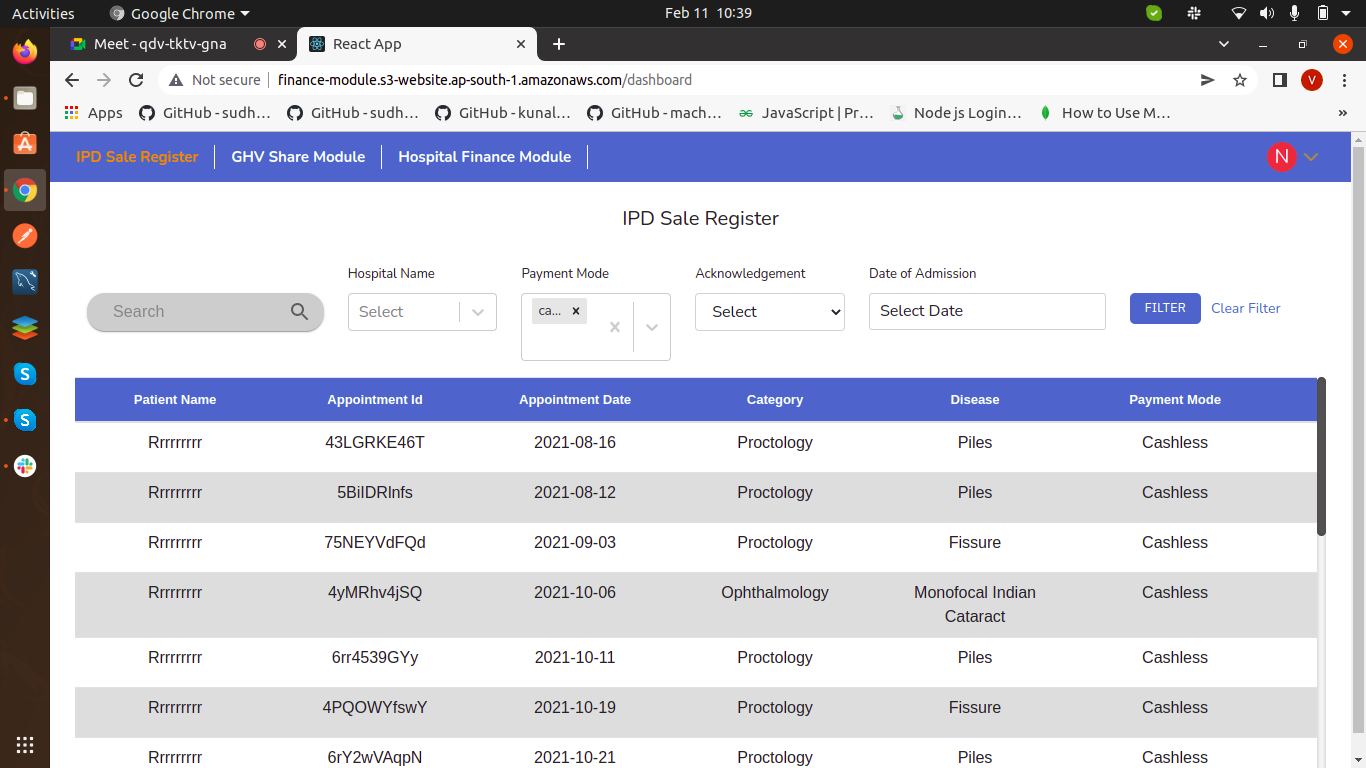 Activities Google Chrome Feb 11 10:39
Meet - qdv-tktv-gna React App
Not secure finance-module.s3-website.ap-south-1.amazonaws.com/dashboard V
Apps GitHub - sudh... GitHub - sudh... GitHub - kunal... GitHub - mach... JavaScript | Pr... Node js Login... How to Use M... »
IPD Sale Register GHV Share Module Hospital Finance Module N
IPD Sale Register
Hospital Name Payment Mode Acknowledgement Date of Admission
Search Select ca... Select Select Date FILTER Clear Filter
Patient Name Appointment Id Appointment Date Category Disease Payment Mode
Rrrrrrrrr 43LGRKE46T 2021-08-16 Proctology Piles Cashless
Rrrrrrrrr 5BiIDRlnfs 2021-08-12 Proctology Piles Cashless
Rrrrrrrrr 75NEYVdFQd 2021-09-03 Proctology Fissure Cashless
Rrrrrrrrr 4yMRhv4jSQ 2021-10-06 Ophthalmology Monofocal Indian Cashless
Cataract
Rrrrrrrrr 6rr4539GYy 2021-10-11 Proctology Piles Cashless
Rrrrrrrrr 4PQOWYfswY 2021-10-19 Proctology Fissure Cashless
Rrrrrrrrr 6rY2wVAqpN 2021-10-21 Proctology Piles Cashless